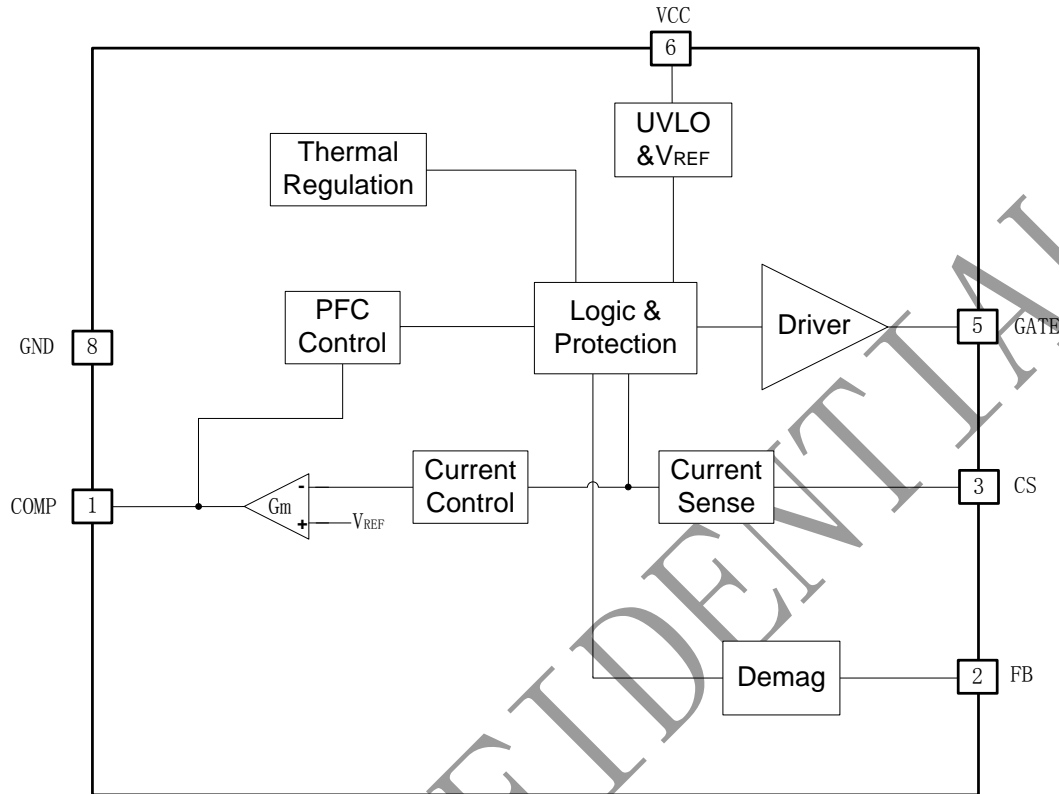 VCC
6
UVLO
&VREF
Thermal
Regulation
PFC
Control
Logic &
Protection
Driver
5
GATE
GND
8
Current
Control
Current
Sense
3
CS
COMP
1
Gm
-
+
VREF
Demag
2
FB
FIDENTIAL